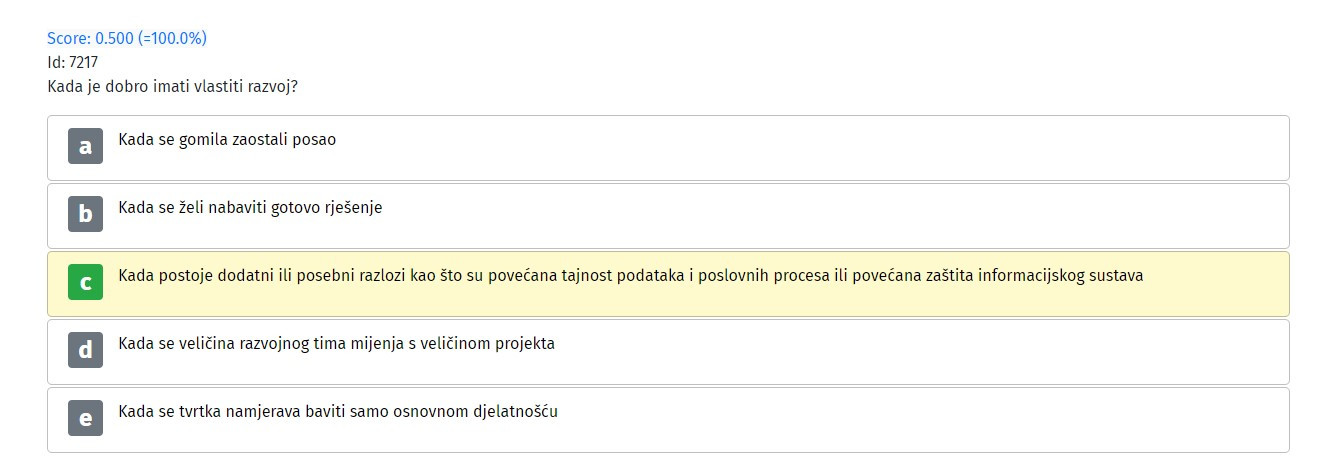 Score: 0.500 (=100.0%)
Id: 7217
Kada je dobro imati vlastiti razvoj?
a Kada se gomila zaostali posao
b Kada se želi nabaviti gotovo rješenje
c Kada postoje dodatni ili posebni razlozi kao što su povećana tajnost podataka i poslovnih procesa ili povećana zaštita informacijskog sustava
d Kada se veličina razvojnog tima mijenja s veličinom projekta
e Kada se tvrtka namjerava baviti samo osnovnom djelatnošću